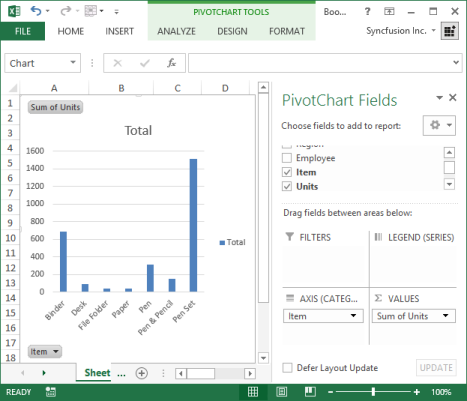 PIVOTCHART TOOLS
Boo...
?
FILE
HOME
INSERT
ANALYZE
DESIGN
FORMAT
Syncfusion Inc.
Chart
fx
A
B
C
D
1
2
3
4
5
6
7
8
9
10
11
12
13
14
15
16
17
18
Sum of Units
Total
1600
1400
1200
1000
800
600
400
200
0
Binder
Desk
File Folder
Paper
Pen
Pen & Pencil
Pen Set
Total
Item
PivotChart Fields
Choose fields to add to report:
Region
Employee
Item
Units
Drag fields between areas below:
FILTERS
LEGEND (SERIES)
AXIS (CATEG...
Σ VALUES
Item
Sum of Units
Defer Layout Update
UPDATE
Sheet ...
READY
100%